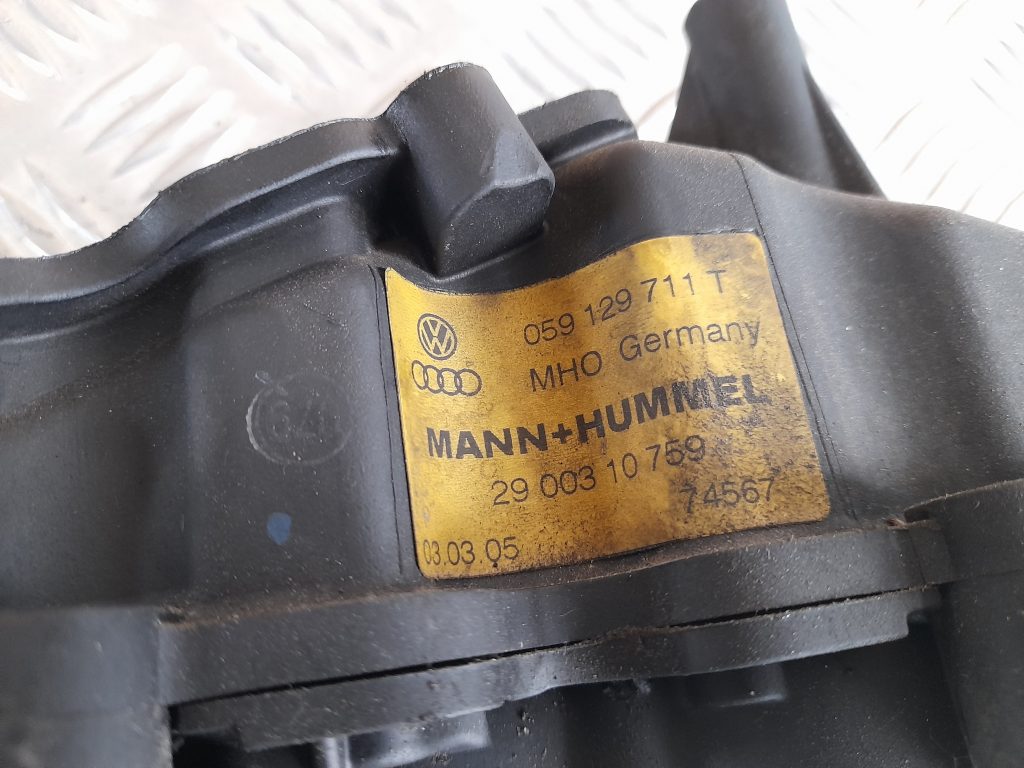 059 129 711 T
MHO Germany
MANN+HUMMEL
29 003 10 759
74567
03.03.05